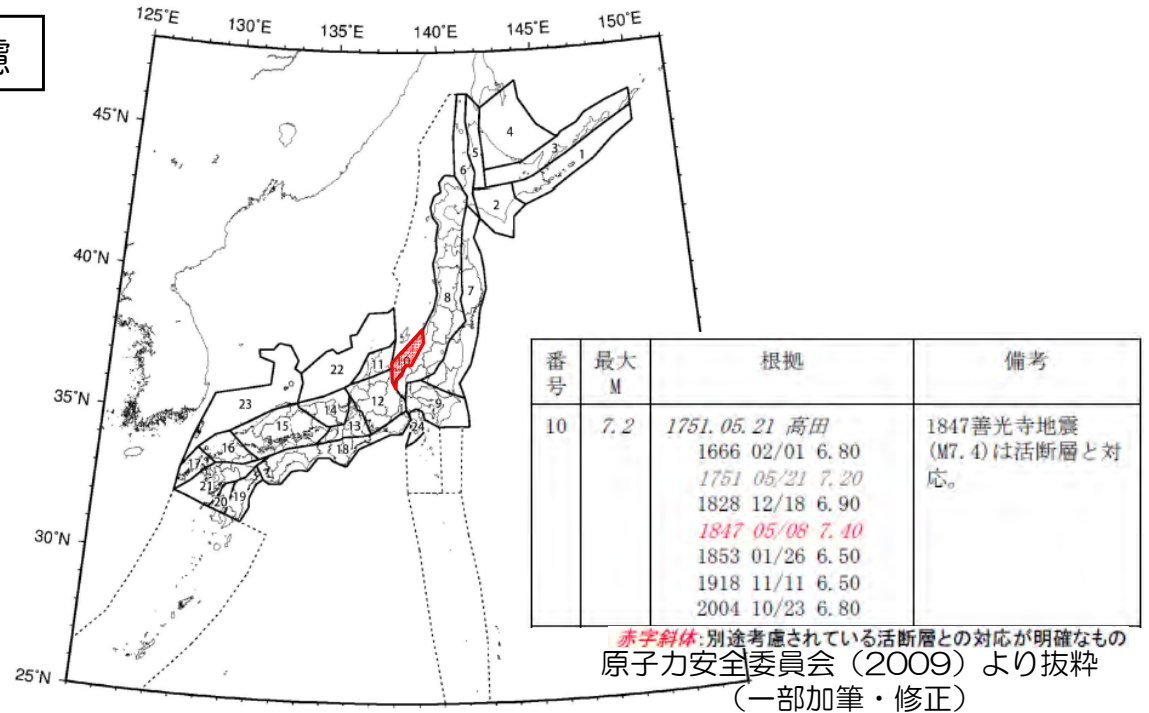 慮
125°E 130°E 135°E 140°E 145°E 150°E
45°N
40°N
35°N
30°N
25°N
4
5
3
1
6
2
8
7
22
11
10
12
9
23
14
13
24
15
16
18
17
21
19
20
番号 最大M 根拠 備考
10 7.2 1751.05.21 高田 1847善光寺地震
1666 02/01 6.80 (M7.4)は活断層と対
1751 05/21 7.20 応。
1828 12/18 6.90
1847 05/08 7.40
1853 01/26 6.50
1918 11/11 6.50
2004 10/23 6.80
赤字斜体:別途考慮されている活断層との対応が明確なもの
原子力安全委員会（2009）より抜粋
（一部加筆・修正）